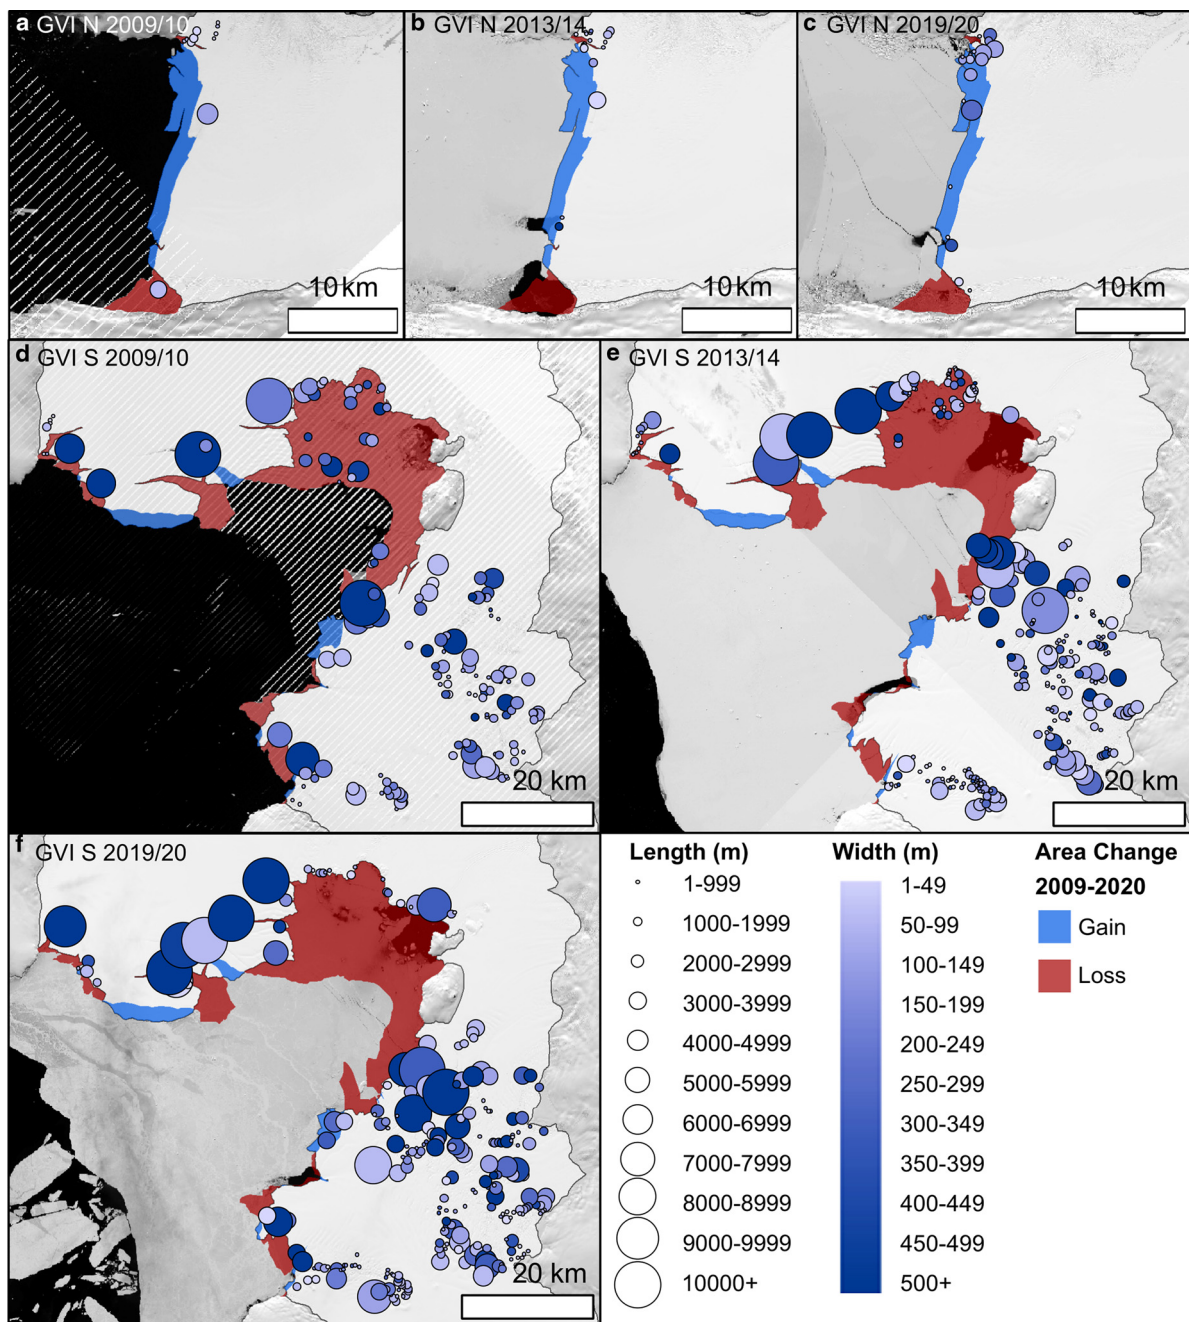 a GVI N 2009/10
10 km
b GVI N 2013/14
10 km
c GVI N 2019/20
10 km
d GVI S 2009/10
20 km
e GVI S 2013/14
20 km
f GVI S 2019/20
20 km
Length (m)
1-999
1000-1999
2000-2999
3000-3999
4000-4999
5000-5999
6000-6999
7000-7999
8000-8999
9000-9999
10000+
Width (m)
1-49
50-99
100-149
150-199
200-249
250-299
300-349
350-399
400-449
450-499
500+
Area Change
2009-2020
Gain
Loss